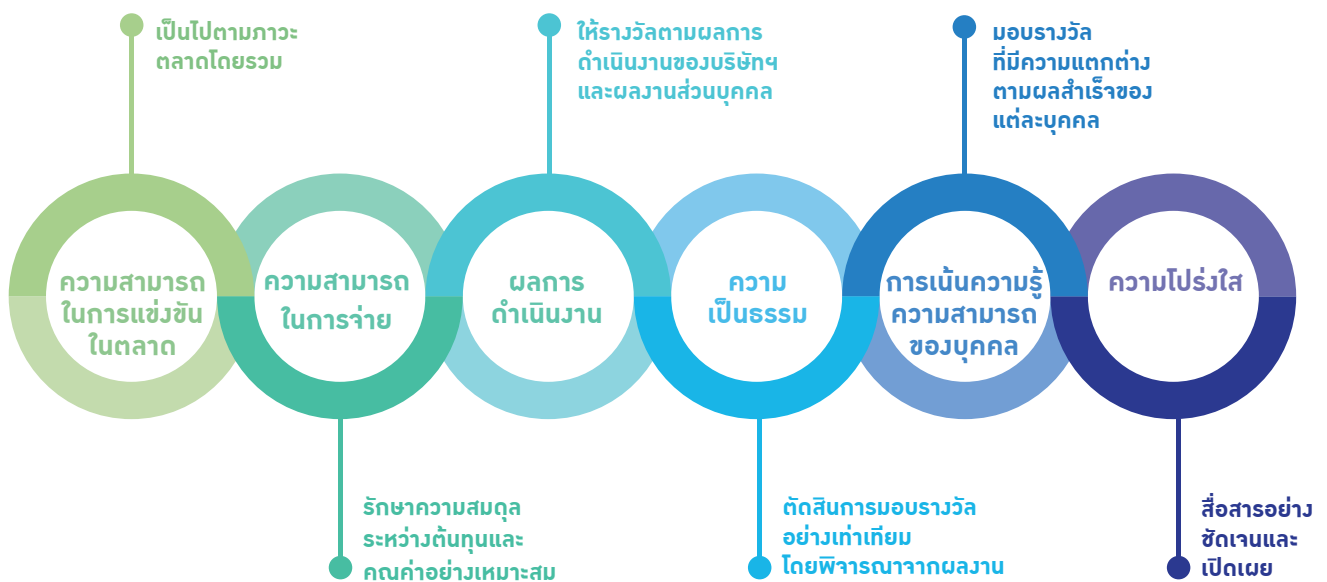 เป็นไปตามภาวะ
ตลาดโดยรวม
ให้รางวัลตามผลการ
ดำเนินงานของบริษัทฯ
และผลงานส่วนบุคคล
มอบรางวัล
ที่มีความแตกต่าง
ตามผลสำเร็จของ
แต่ละบุคคล
ความสามารถ
ในการแข่งขัน
ในตลาด
ความสามารถ
ในการจ่าย
ผลการ
ดำเนินงาน
ความ
เป็นธรรม
การเน้นความรู้
ความสามารถ
ของบุคคล
ความโปร่งใส
รักษาความสมดุล
ระหว่างต้นทุนและ
คุณค่าอย่างเหมาะสม
ตัดสินการมอบรางวัล
อย่างเท่าเทียม
โดยพิจารณาจากผลงาน
สื่อสารอย่าง
ชัดเจนและ
เปิดเผย